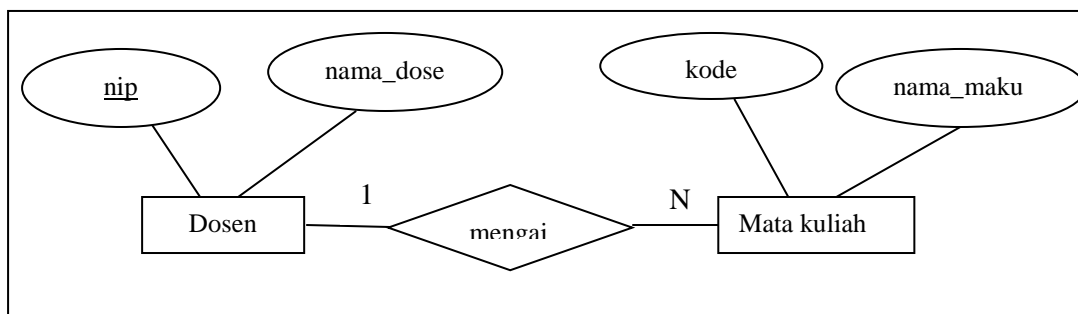 nip
nama_dose
kode
nama_maku
Dosen
1
mengai
N
Mata kuliah